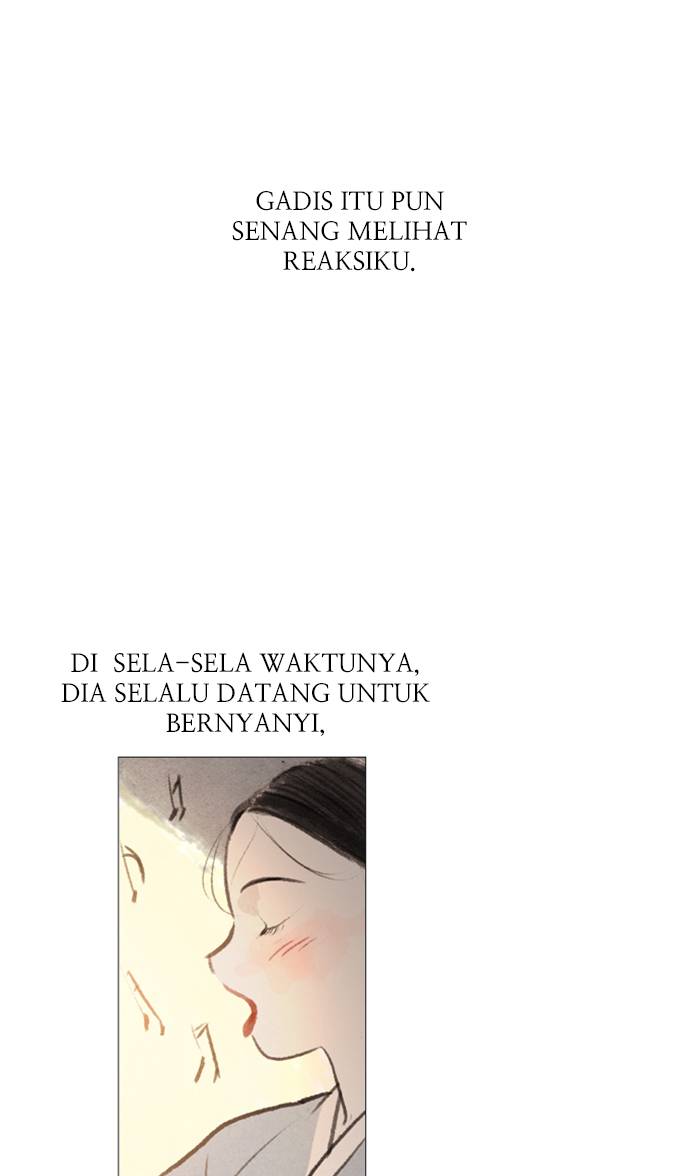 GADIS ITU PUN
SENANG MELIHAT
REAKSIKU.
DI SELA-SELA WAKTUNYA,
DIA SELALU DATANG UNTUK
BERNYANYI,